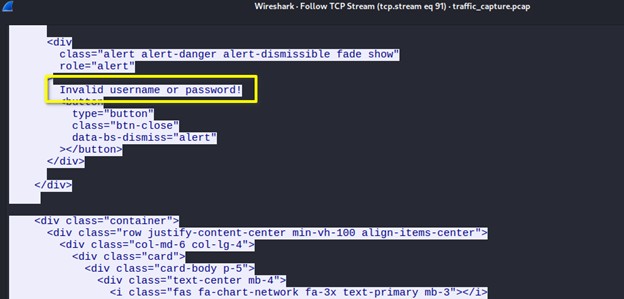 Wireshark · Follow TCP Stream (tcp.stream eq 91) · traffic_capture.pcap
<div
class="alert alert-danger alert-dismissible fade show"
role="alert"
Invalid username or password!
<button
type="button"
class="btn-close"
data-bs-dismiss="alert"
></button>
</div>
</div>
<div class="container">
<div class="row justify-content-center min-vh-100 align-items-center">
<div class="col-md-6 col-lg-4">
<div class="card">
<div class="card-body p-5">
<div class="text-center mb-4">
<i class="fas fa-chart-network fa-3x text-primary mb-3"></i>